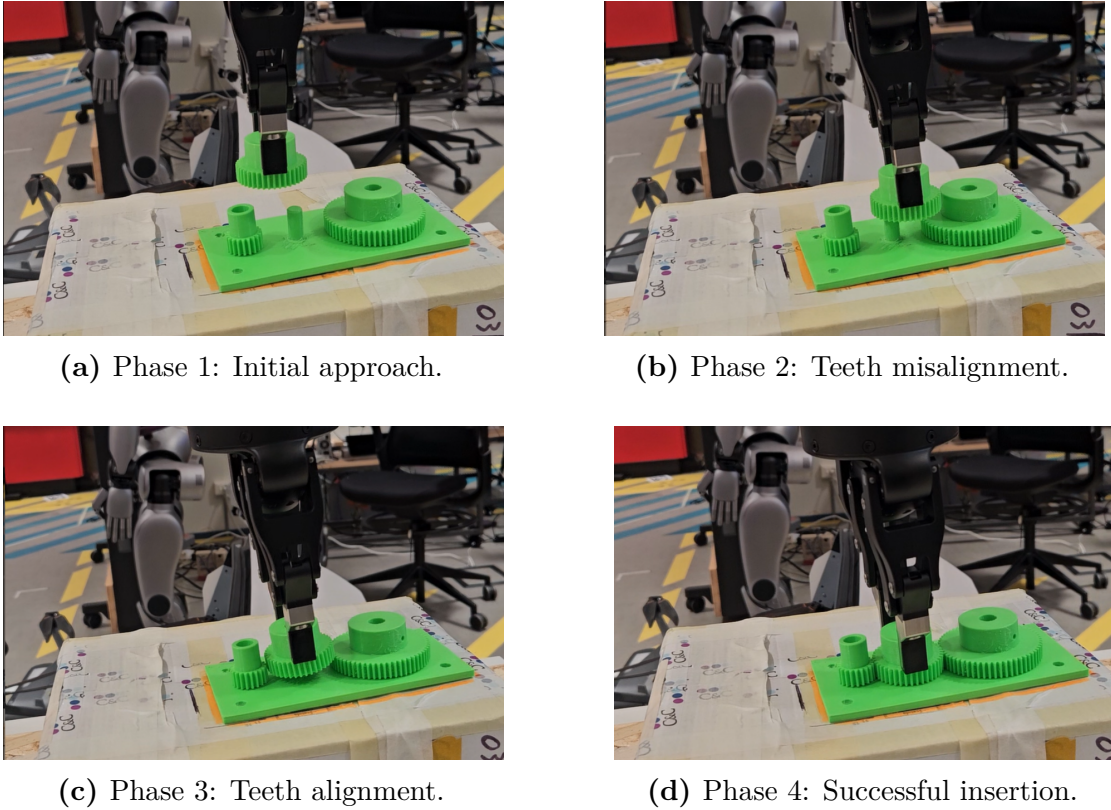 (a) Phase 1: Initial approach.
(b) Phase 2: Teeth misalignment.
(c) Phase 3: Teeth alignment.
(d) Phase 4: Successful insertion.